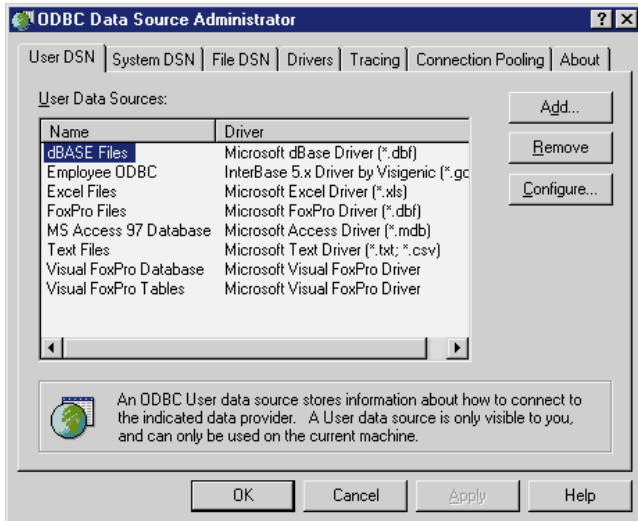 ODBC Data Source Administrator
User DSN System DSN File DSN Drivers Tracing Connection Pooling About
User Data Sources:
Add...
Name Driver
dBASE Files Microsoft dBase Driver (*.dbf)
Remove
Employee ODBC InterBase 5.x Driver by Visigenic (*.gd
Excel Files Microsoft Excel Driver (*.xls)
Configure...
FoxPro Files Microsoft FoxPro Driver (*.dbf)
MS Access 97 Database Microsoft Access Driver (*.mdb)
Text Files Microsoft Text Driver (*.txt; *.csv)
Visual FoxPro Database Microsoft Visual FoxPro Driver
Visual FoxPro Tables Microsoft Visual FoxPro Driver
An ODBC User data source stores information about how to connect to
the indicated data provider. A User data source is only visible to you,
and can only be used on the current machine.
OK Cancel Apply Help